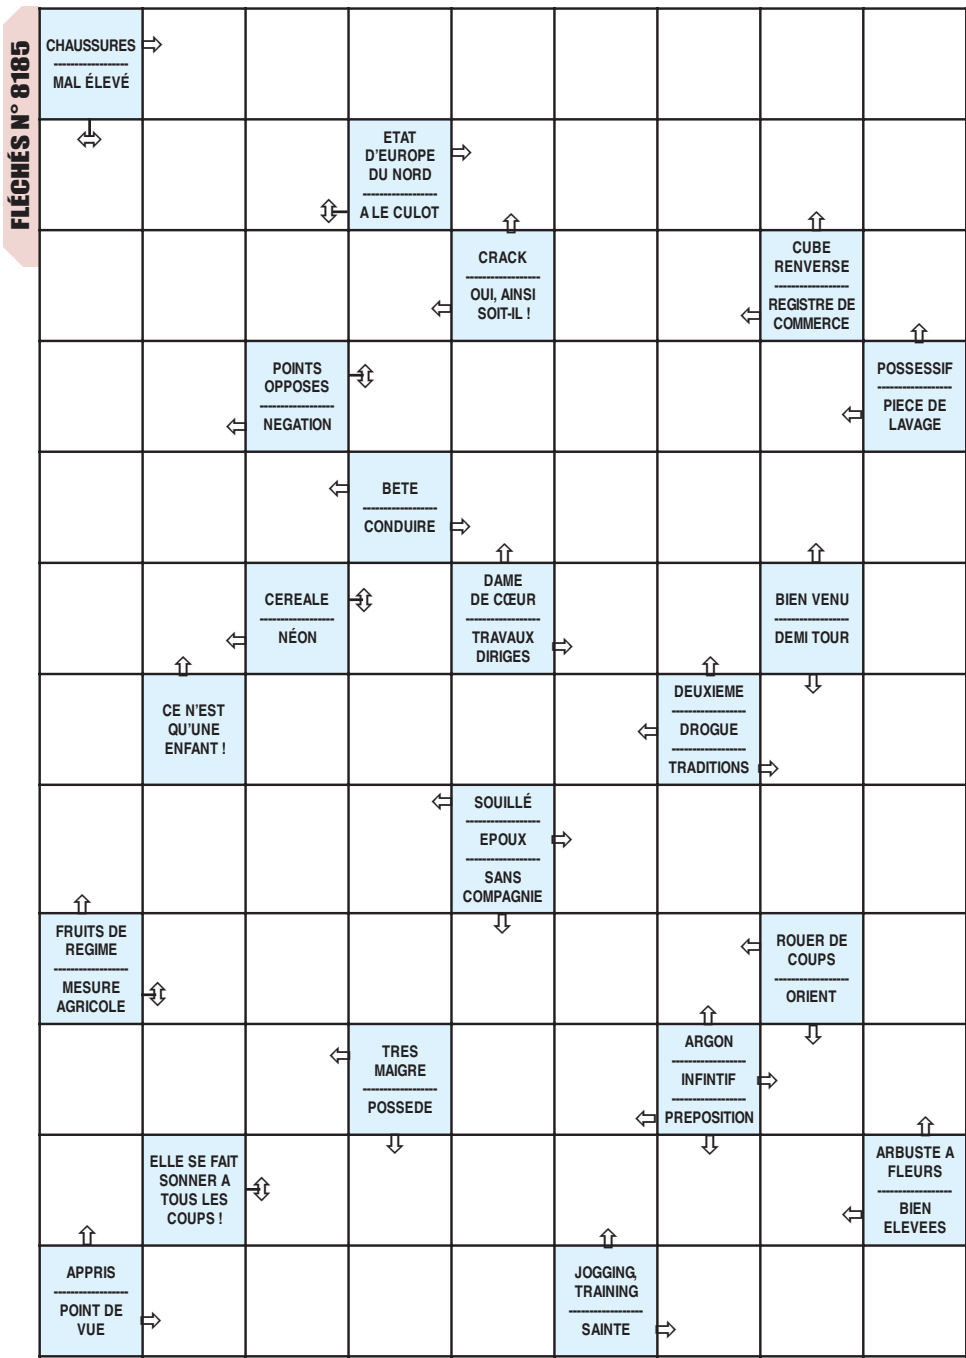 FLÉCHÉS N° 8185
CHAUSSURES
MAL ÉLEVÉ
ETAT
D'EUROPE
DU NORD
A LE CULOT
CRACK
OUI, AINSI
SOIT-IL !
CUBE
RENVERSE
REGISTRE DE
COMMERCE
POINTS
OPPOSES
NEGATION
POSSESSIF
PIECE DE
LAVAGE
BETE
CONDUIRE
CEREALE
NÉON
DAME
DE CŒUR
TRAVAUX
DIRIGES
BIEN VENU
DEMI TOUR
CE N'EST
QU'UNE
ENFANT !
DEUXIEME
DROGUE
TRADITIONS
SOUILLÉ
EPOUX
SANS
COMPAGNIE
FRUITS DE
REGIME
MESURE
AGRICOLE
ROUER DE
COUPS
ORIENT
TRES
MAIGRE
POSSEDE
ARGON
INFINTIF
PREPOSITION
ELLE SE FAIT
SONNER A
TOUS LES
COUPS !
ARBUSTE A
FLEURS
BIEN
ELEVEES
APPRIS
POINT DE
VUE
JOGGING,
TRAINING
SAINTE